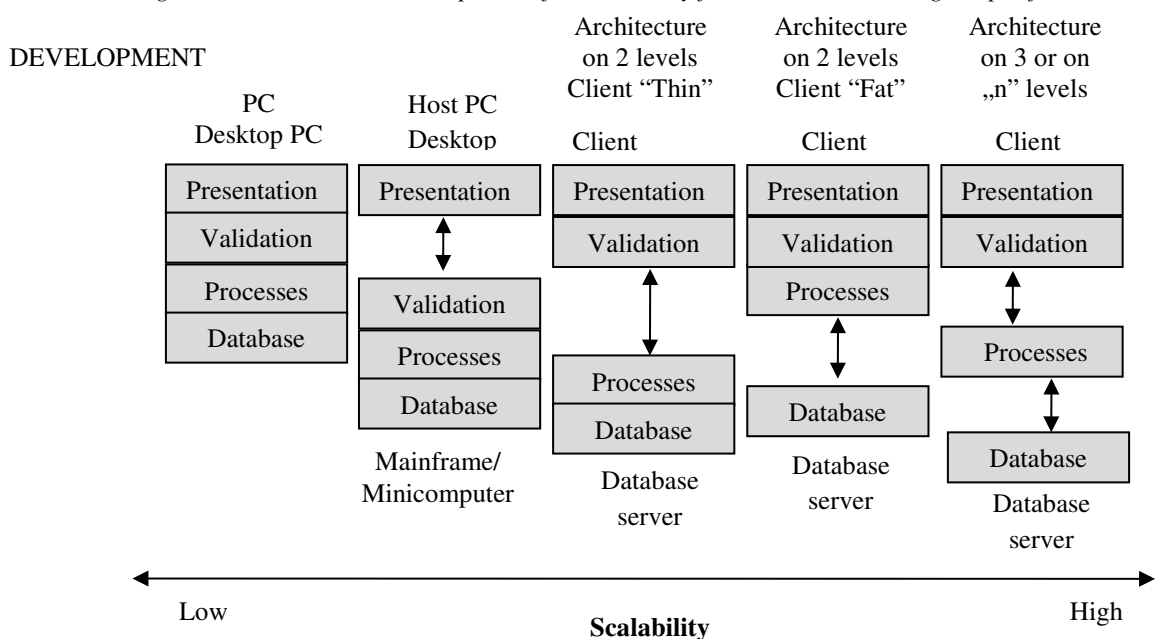 DEVELOPMENT
PC
Desktop PC
Presentation
Validation
Processes
Database
Host PC
Desktop
Presentation
Validation
Processes
Database
Mainframe/
Minicomputer
Architecture
on 2 levels
Client “Thin”
Client
Presentation
Validation
Processes
Database
Database
server
Architecture
on 2 levels
Client “Fat”
Client
Presentation
Validation
Processes
Database
Database
server
Architecture
on 3 or on
„n” levels
Client
Presentation
Validation
Processes
Database
Database
server
Low
High
Scalability